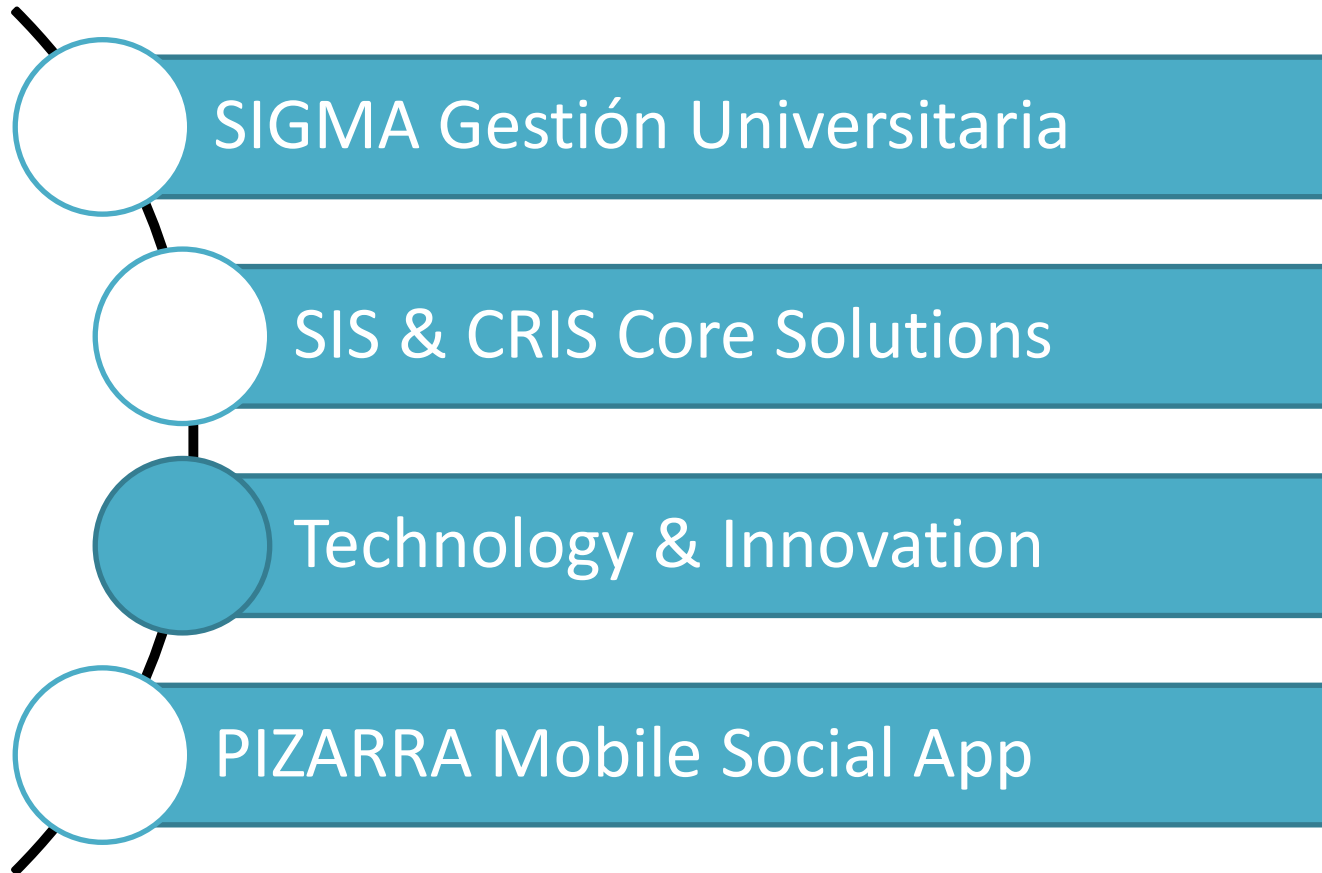 SIGMA Gestión Universitaria
SIS & CRIS Core Solutions
Technology & Innovation
PIZARRA Mobile Social App